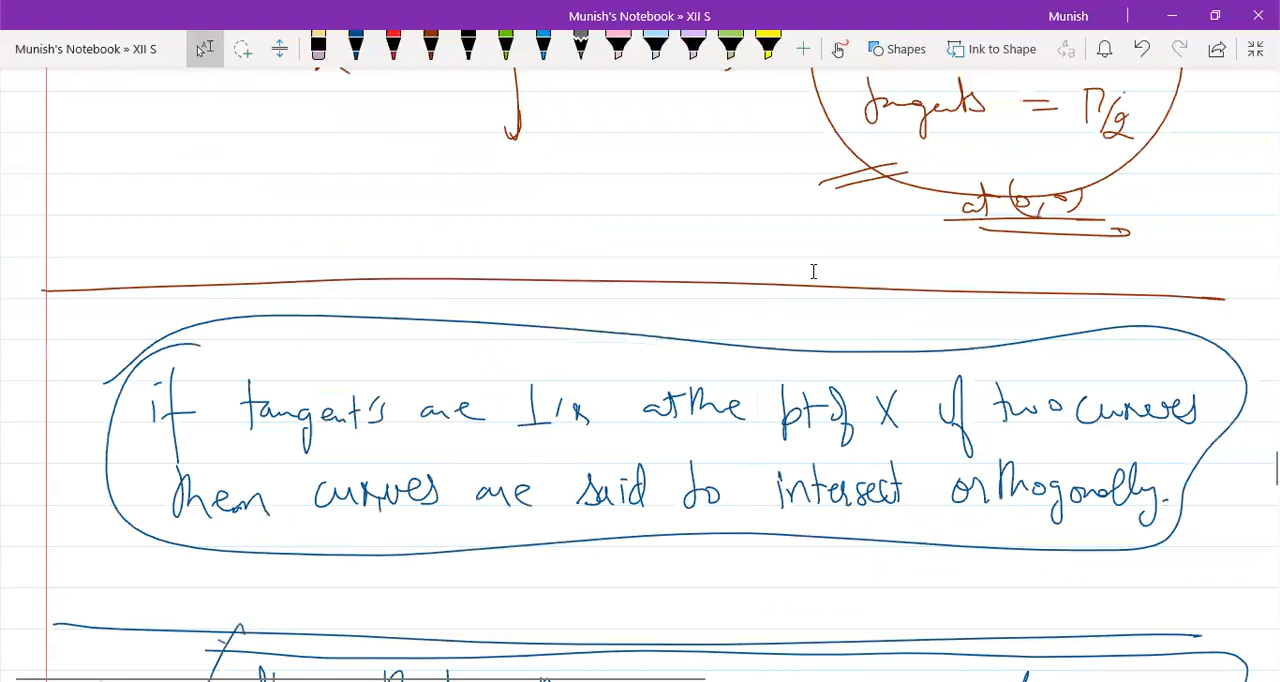 Munish's Notebook » XII S
Munish
Munish's Notebook » XII S
Shapes
Ink to Shape
tangents = π/2
at (0, 0)
if tangent's are ⊥'r at the pt of X of two curves
then curves are said to intersect orthogonally.